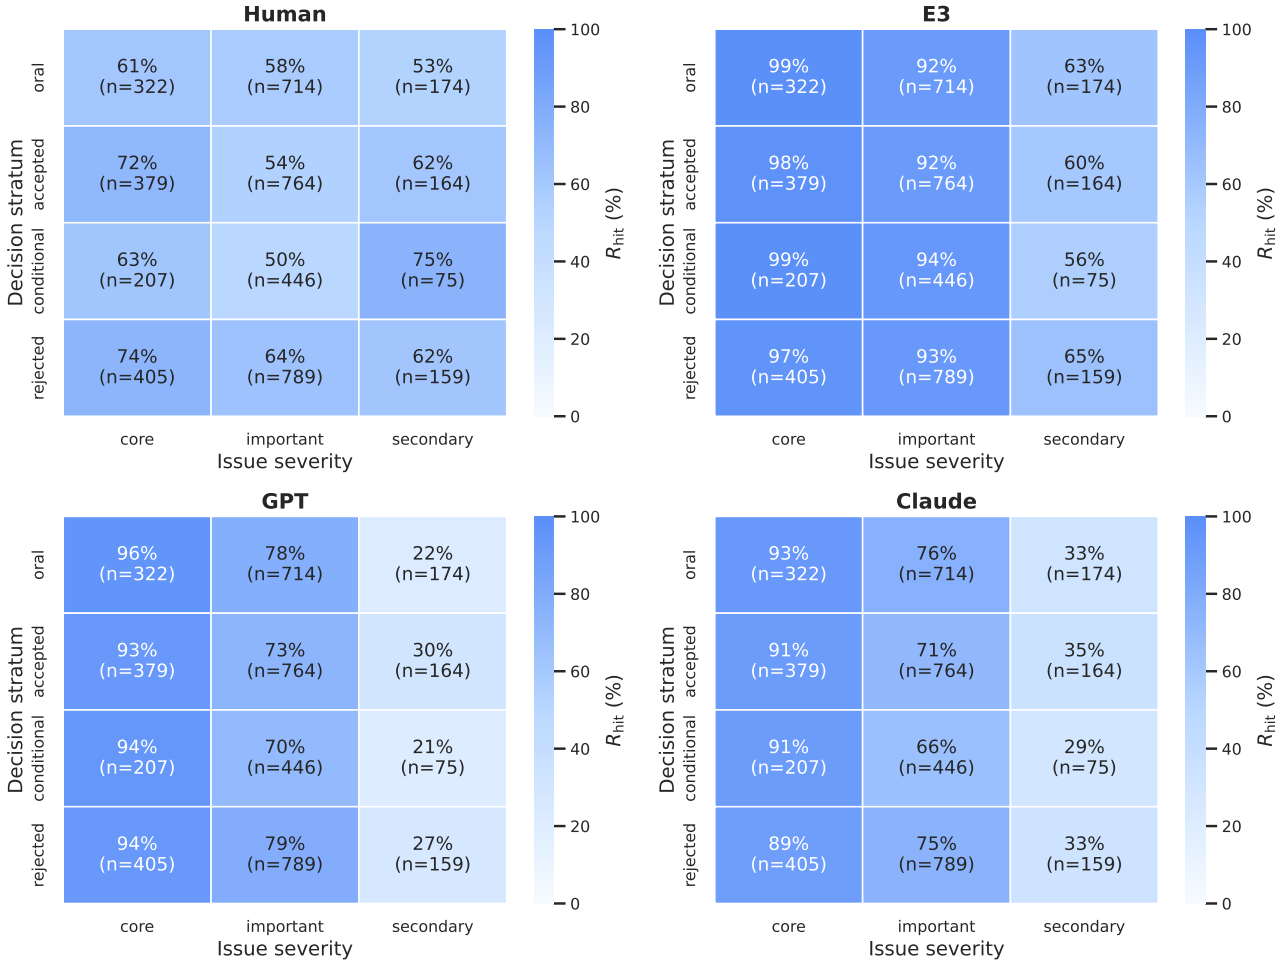 Human
Decision stratum
oral
accepted
conditional
rejected
61%
(n=322)
58%
(n=714)
53%
(n=174)
72%
(n=379)
54%
(n=764)
62%
(n=164)
63%
(n=207)
50%
(n=446)
75%
(n=75)
74%
(n=405)
64%
(n=789)
62%
(n=159)
core
important
secondary
Issue severity
100
80
60
40
20
0
Rhit (%)
E3
Decision stratum
oral
accepted
conditional
rejected
99%
(n=322)
92%
(n=714)
63%
(n=174)
98%
(n=379)
92%
(n=764)
60%
(n=164)
99%
(n=207)
94%
(n=446)
56%
(n=75)
97%
(n=405)
93%
(n=789)
65%
(n=159)
core
important
secondary
Issue severity
100
80
60
40
20
0
Rhit (%)
GPT
Decision stratum
oral
accepted
conditional
rejected
96%
(n=322)
78%
(n=714)
22%
(n=174)
93%
(n=379)
73%
(n=764)
30%
(n=164)
94%
(n=207)
70%
(n=446)
21%
(n=75)
94%
(n=405)
79%
(n=789)
27%
(n=159)
core
important
secondary
Issue severity
100
80
60
40
20
0
Rhit (%)
Claude
Decision stratum
oral
accepted
conditional
rejected
93%
(n=322)
76%
(n=714)
33%
(n=174)
91%
(n=379)
71%
(n=764)
35%
(n=164)
91%
(n=207)
66%
(n=446)
29%
(n=75)
89%
(n=405)
75%
(n=789)
33%
(n=159)
core
important
secondary
Issue severity
100
80
60
40
20
0
Rhit (%)